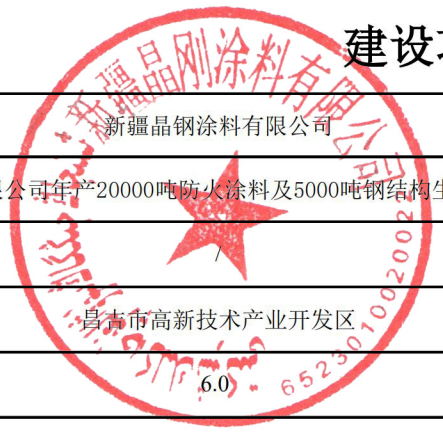 建设
新疆晶刚涂料有限公司
新疆晶钢涂料有限公司
限公司年产20000吨防火涂料及5000吨钢结构生
/
昌吉市高新技术产业开发区
6.0
6523010020022